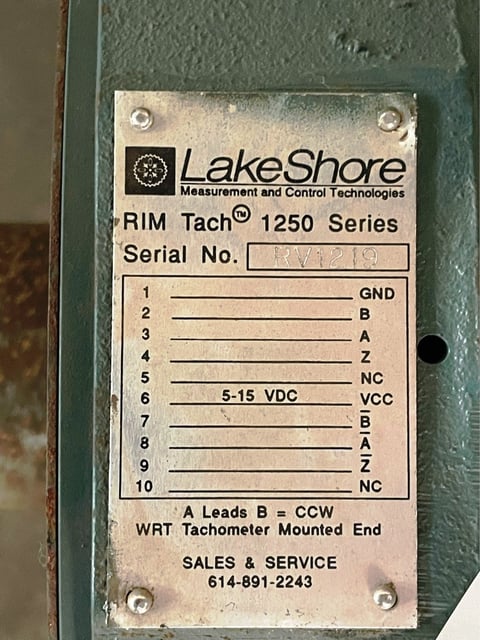 LakeShore
Measurement and Control Technologies
RIM Tach™ 1250 Series
Serial No. RV1219
1 GND
2 B
3 A
4 Z
5 NC
6 5-15 VDC VCC
7 B̅
8 A̅
9 Z̅
10 NC
A Leads B = CCW
WRT Tachometer Mounted End
SALES & SERVICE
614-891-2243